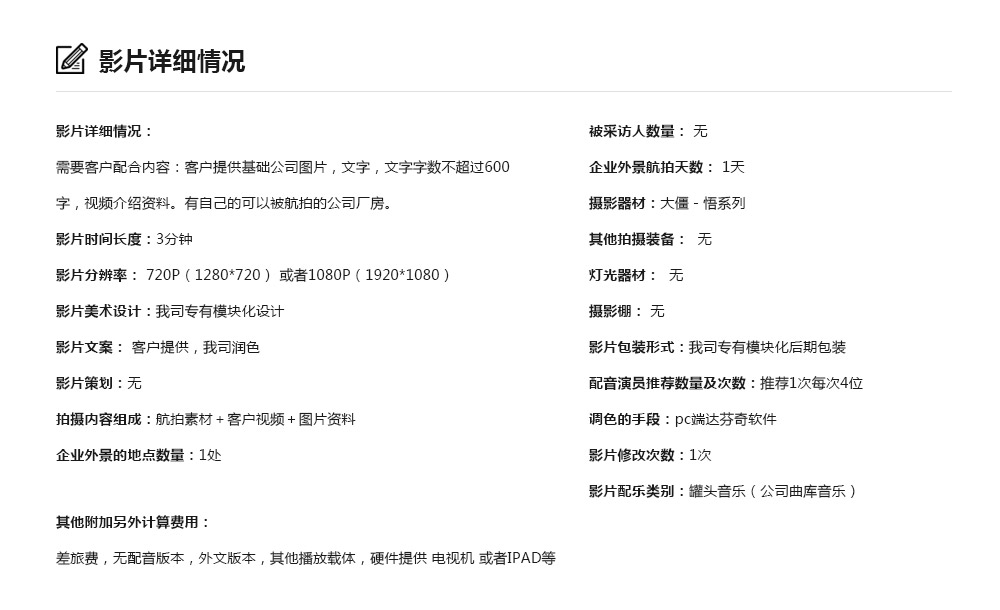 影片详细情况
影片详细情况：
需要客户配合内容：客户提供基础公司图片，文字，文字字数不超过600
字，视频介绍资料。有自己的可以被航拍的公司厂房。
影片时间长度：3分钟
影片分辨率： 720P（1280*720 ） 或者1080P（1920*1080 ）
影片美术设计：我司专有模块化设计
影片文案： 客户提供，我司润色
影片策划：无
拍摄内容组成：航拍素材＋客户视频＋图片资料
企业外景的地点数量：1处
被采访人数量： 无
企业外景航拍天数： 1天
摄影器材：大僵－悟系列
其他拍摄装备： 无
灯光器材： 无
摄影棚： 无
影片包装形式：我司专有模块化后期包装
配音演员推荐数量及次数：推荐1次每次4位
调色的手段：pc端达芬奇软件
影片修改次数：1次
影片配乐类别：罐头音乐（公司曲库音乐）
其他附加另外计算费用：
差旅费，无配音版本，外文版本，其他播放载体，硬件提供 电视机 或者IPAD等